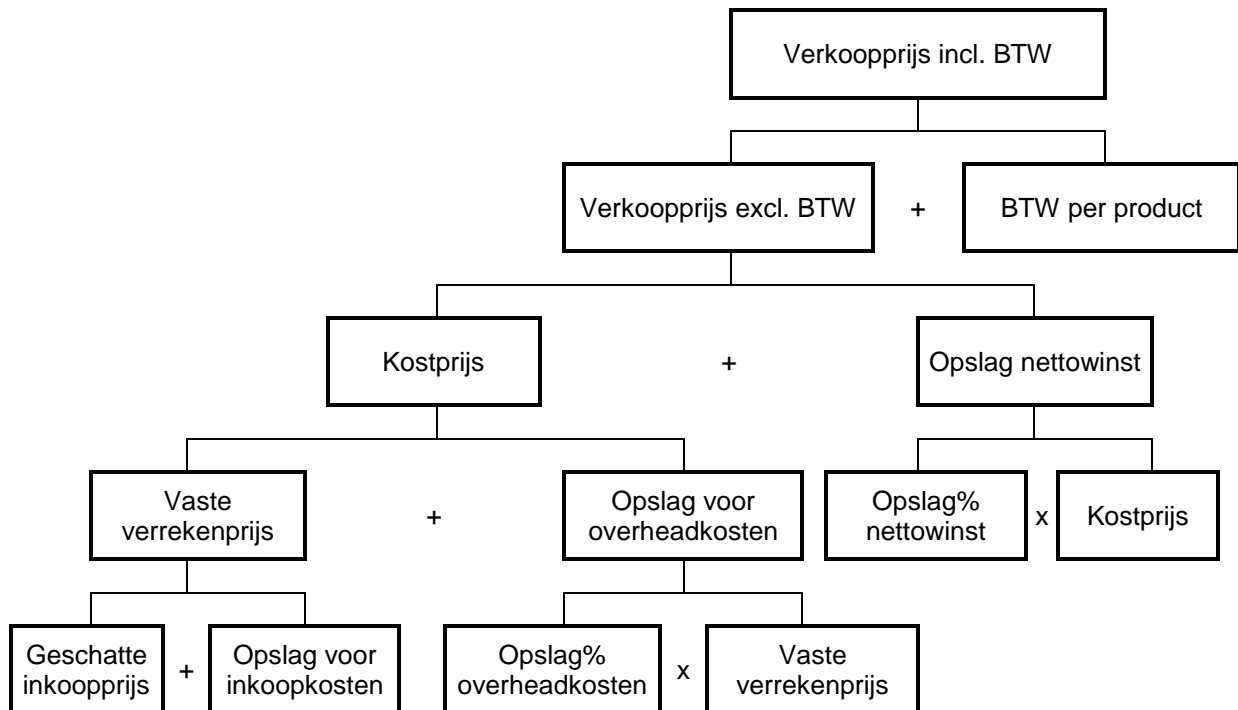 Verkoopprijs incl. BTW
Verkoopprijs excl. BTW
+
BTW per product
Kostprijs
+
Opslag nettowinst
Vaste
verrekenprijs
+
Opslag voor
overheadkosten
Opslag%
nettowinst
x
Kostprijs
Geschatte
inkoopprijs
+
Opslag voor
inkoopkosten
Opslag%
overheadkosten
x
Vaste
verrekenprijs